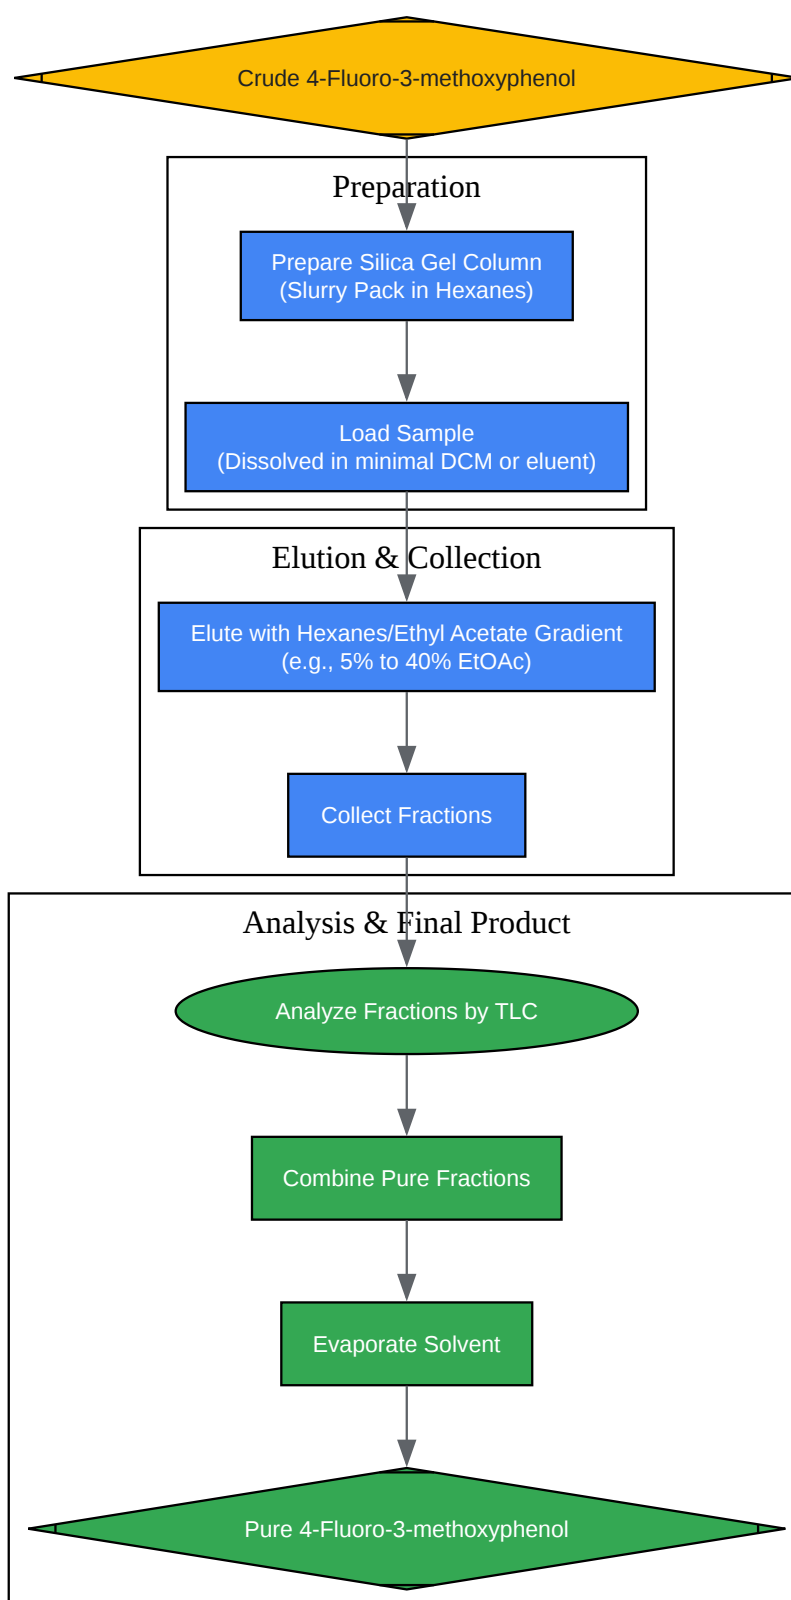 Crude 4-Fluoro-3-methoxyphenol
Preparation
Prepare Silica Gel Column
(Slurry Pack in Hexanes)
Load Sample
(Dissolved in minimal DCM or eluent)
Elution & Collection
Elute with Hexanes/Ethyl Acetate Gradient
(e.g., 5% to 40% EtOAc)
Collect Fractions
Analysis & Final Product
Analyze Fractions by TLC
Combine Pure Fractions
Evaporate Solvent
Pure 4-Fluoro-3-methoxyphenol